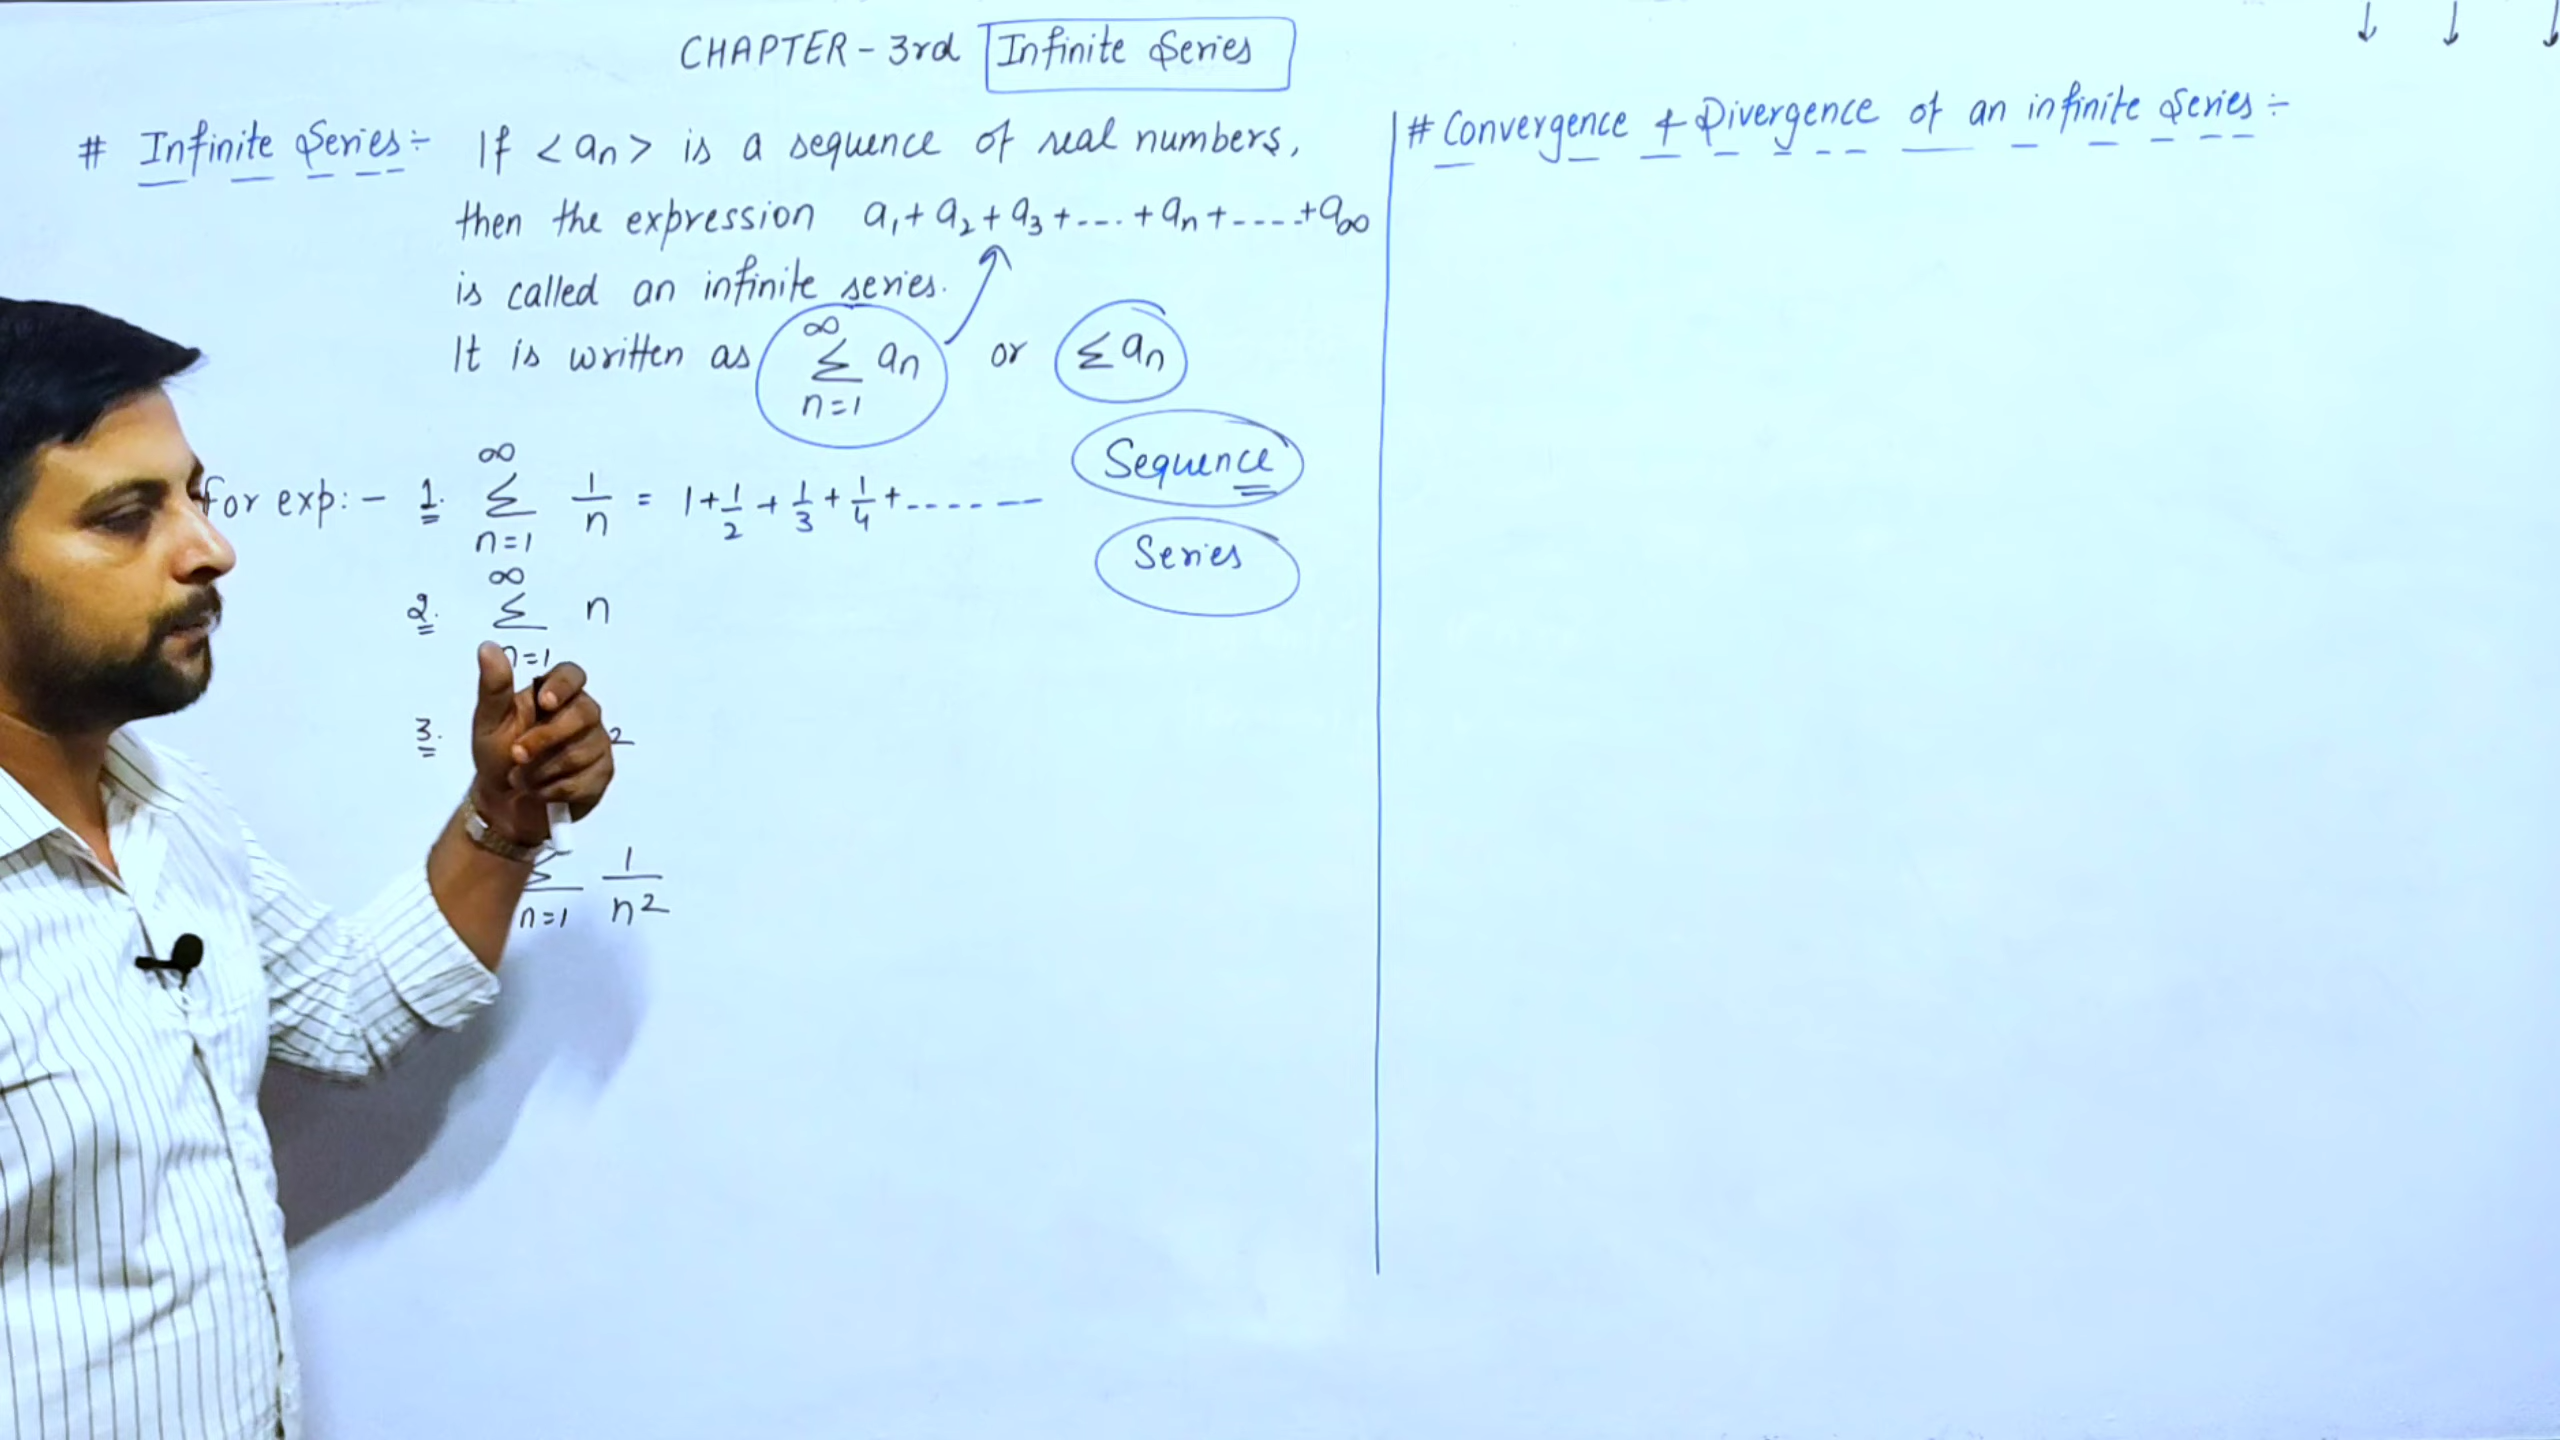 CHAPTER - 3rd Infinite Series
# Infinite Series :- If <an> is a sequence of real numbers,
then the expression a₁ + a₂ + a₃ + .... + aₙ + ..... + a∞
is called an infinite series.
It is written as ∞ Σ n=1 aₙ or Σ aₙ
Sequence
Series
For exp: - 1. ∞ Σ n=1 1/n = 1 + 1/2 + 1/3 + 1/4 + .......
2. ∞ Σ n=1 n
3. 2
Σ n=1 1/n²
# Convergence & Divergence of an infinite Series :-